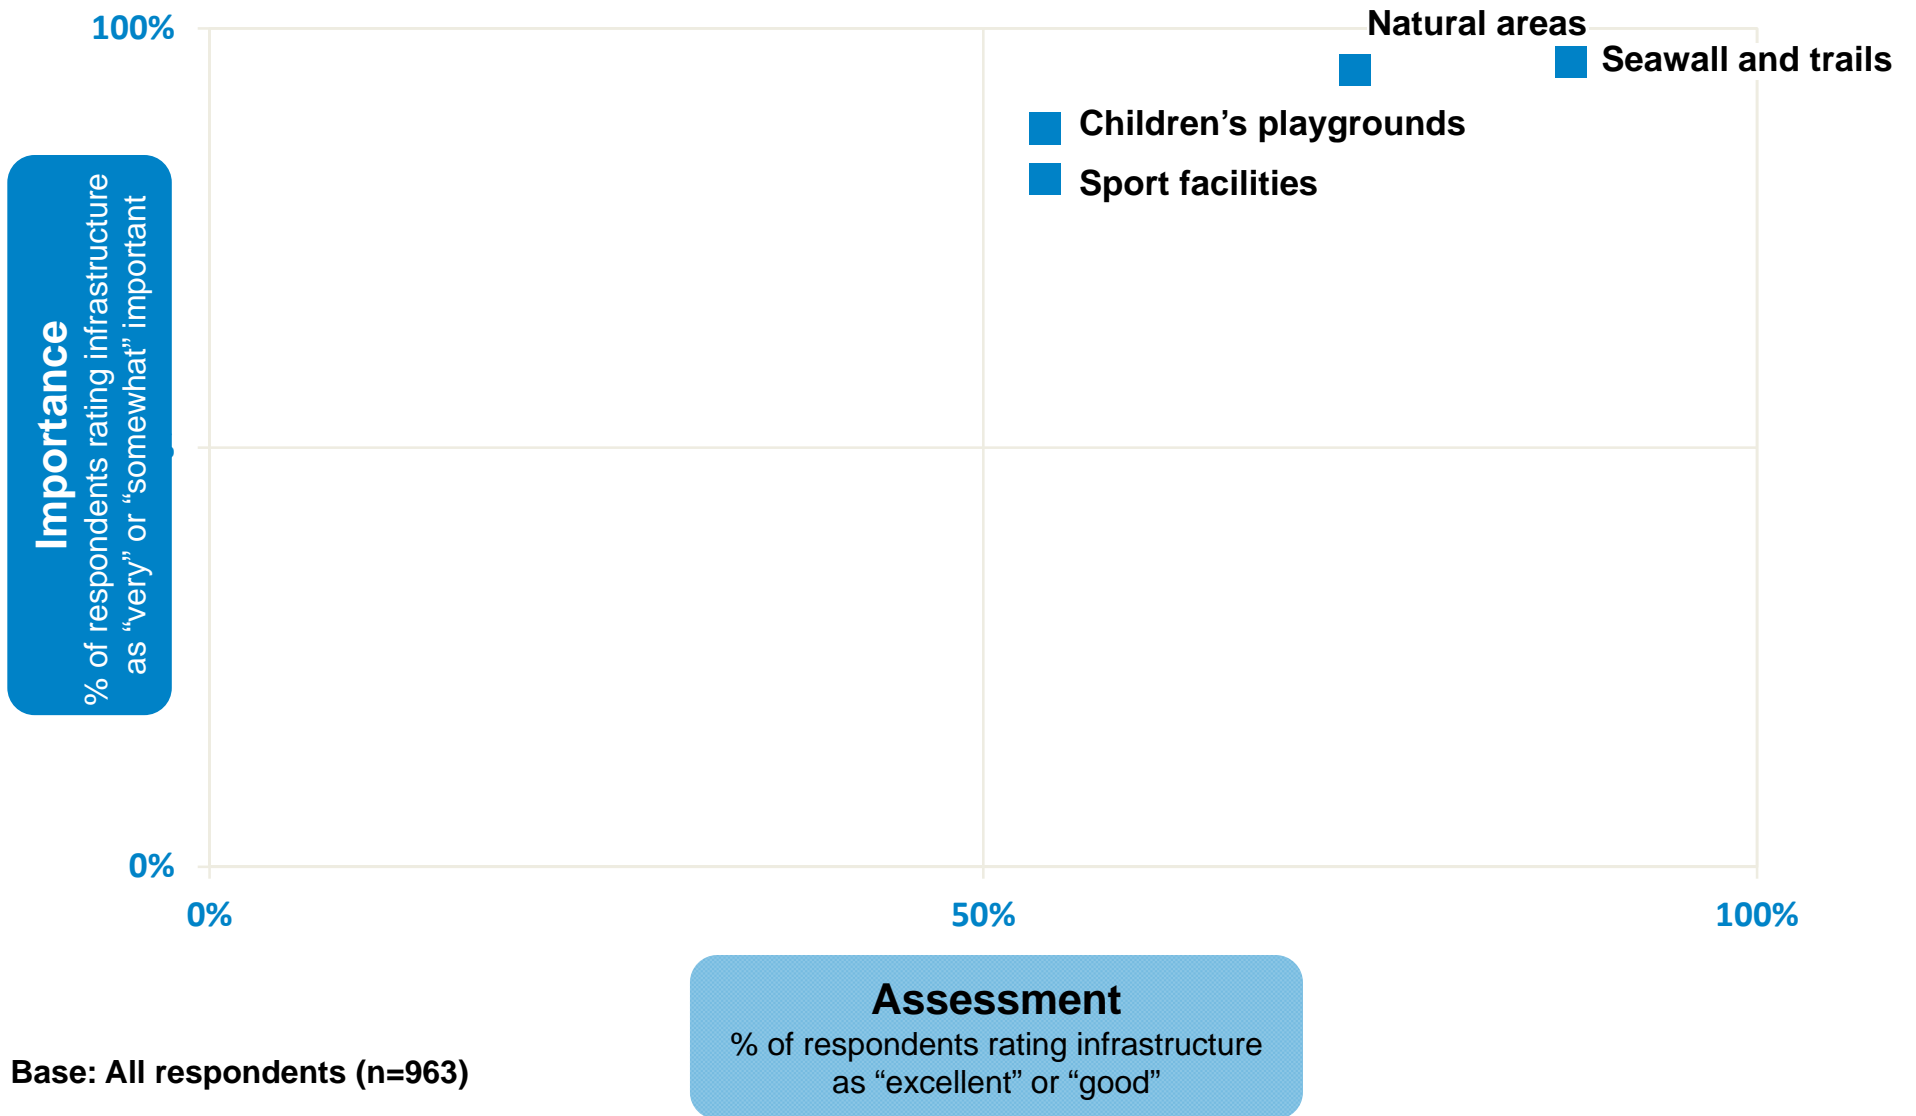 100%
Natural areas
Seawall and trails
Children’s playgrounds
Sport facilities
Importance
% of respondents rating infrastructure
as “very” or “somewhat” important
0%
0%
50%
100%
Assessment
% of respondents rating infrastructure
as “excellent” or “good”
Base: All respondents (n=963)